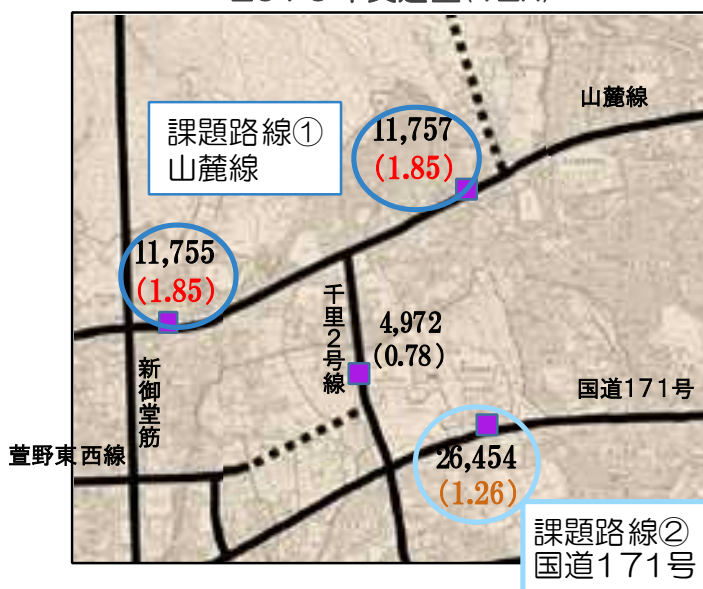 課題路線①
山麓線
11,757
(1.85)
山麓線
11,755
(1.85)
千里2号線
4,972
(0.78)
新御堂筋
国道171号
萱野東西線
26,454
(1.26)
課題路線②
国道171号